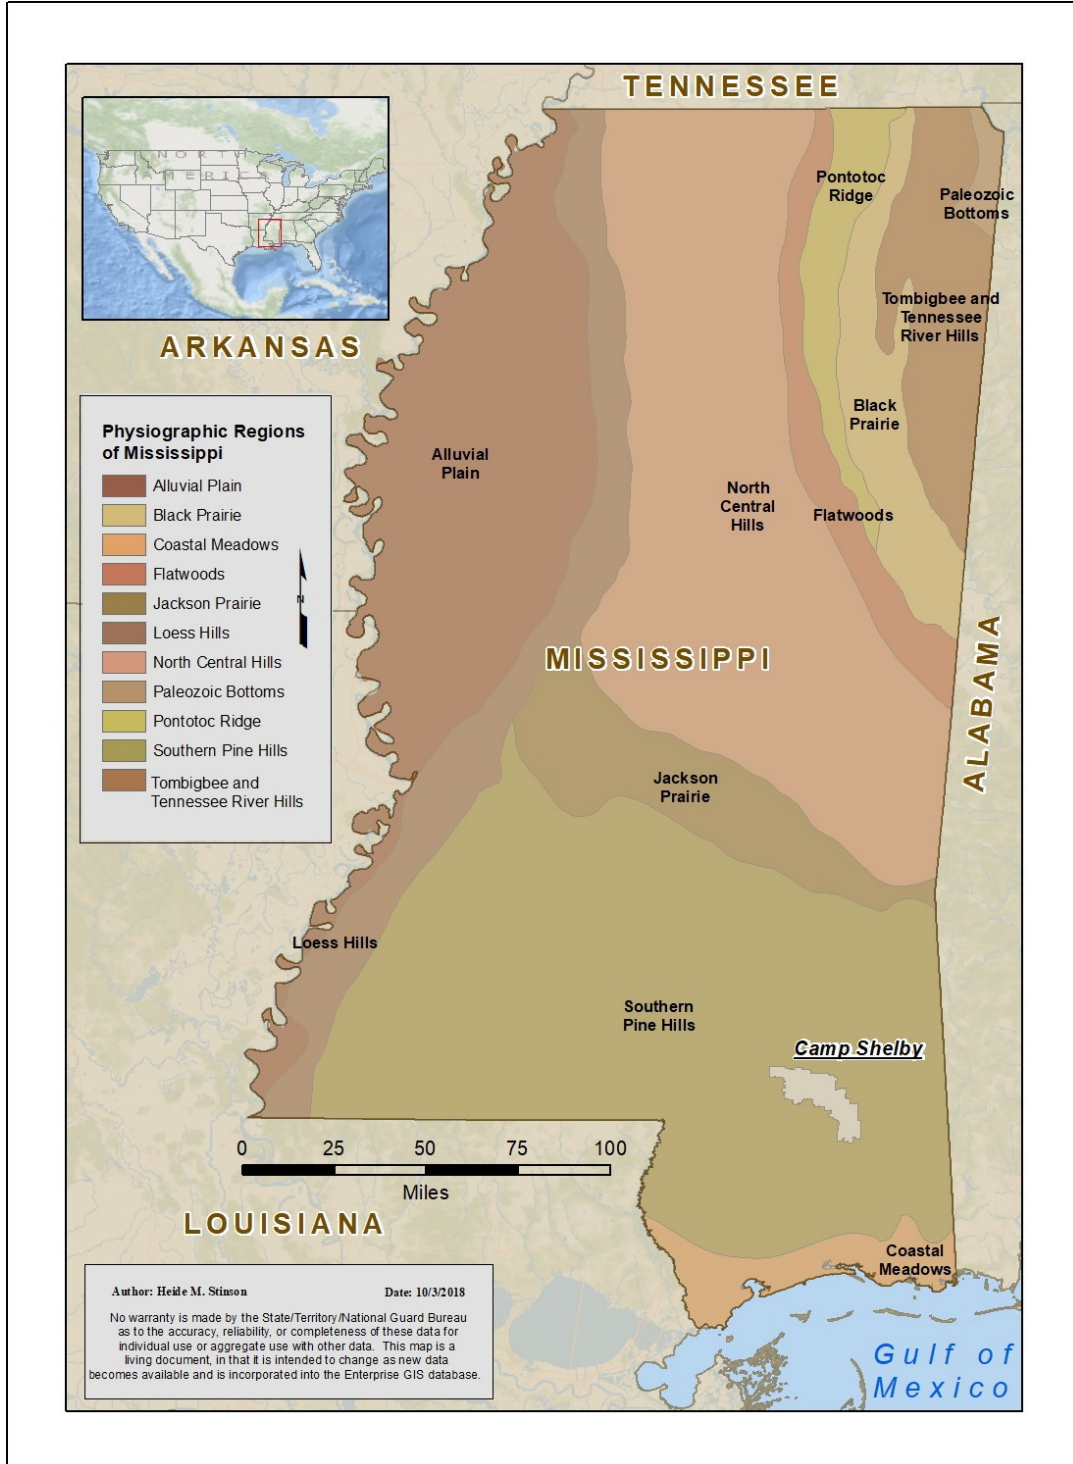 TENNESSEE
NORTH
AMERIC
Pontotoc
Ridge
Paleozoic
Bottoms
ARKANSAS
Tombigbee and
Tennessee
River Hills
Physiographic Regions
of Mississippi
Alluvial Plain
Black Prairie
Coastal Meadows
Flatwoods
Jackson Prairie
Loess Hills
North Central Hills
Paleozoic Bottoms
Pontotoc Ridge
Southern Pine Hills
Tombigbee and
Tennessee River Hills
N
Black
Prairie
Alluvial
Plain
North
Central
Hills
Flatwoods
MISSISSIPPI
ALABAMA
Jackson
Prairie
Loess Hills
Southern
Pine Hills
Camp Shelby
0 25 50 75 100
Miles
LOUISIANA
Coastal
Meadows
Author: Heide M. Stinson Date: 10/3/2018
No warranty is made by the State/Territory/National Guard Bureau
as to the accuracy, reliability, or completeness of these data for
individual use or aggregate use with other data. This map is a
living document, in that it is intended to change as new data
becomes available and is incorporated into the Enterprise GIS database.
Gulf of
Mexico